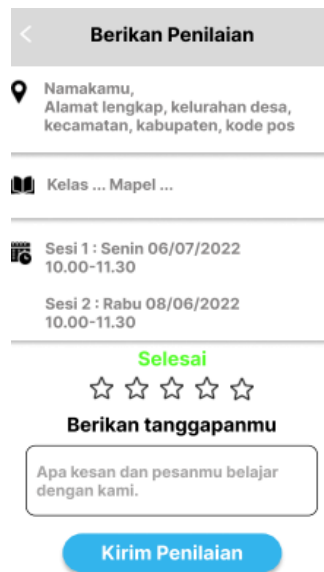 Berikan Penilaian
Namakamu,
Alamat lengkap, kelurahan desa,
kecamatan, kabupaten, kode pos
Kelas ... Mapel ...
Sesi 1 : Senin 06/07/2022
10.00-11.30
Sesi 2 : Rabu 08/06/2022
10.00-11.30
Selesai
Berikan tanggapanmu
Apa kesan dan pesanmu belajar
dengan kami.
Kirim Penilaian